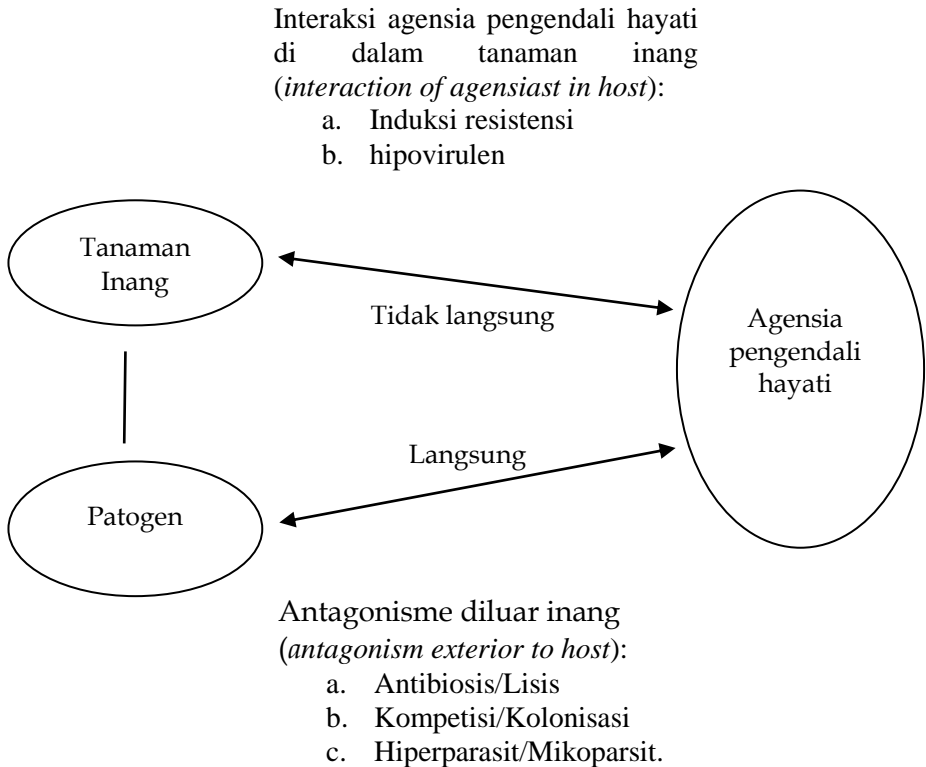 Interaksi agensia pengendali hayati
di dalam tanaman inang
(interaction of agensiast in host):
a. Induksi resistensi
b. hipovirulen
Tanaman
Inang
Tidak langsung
Agensia
pengendali
hayati
Langsung
Patogen
Antagonisme diluar inang
(antagonism exterior to host):
a. Antibiosis/Lisis
b. Kompetisi/Kolonisasi
c. Hiperparasit/Mikoparsit.